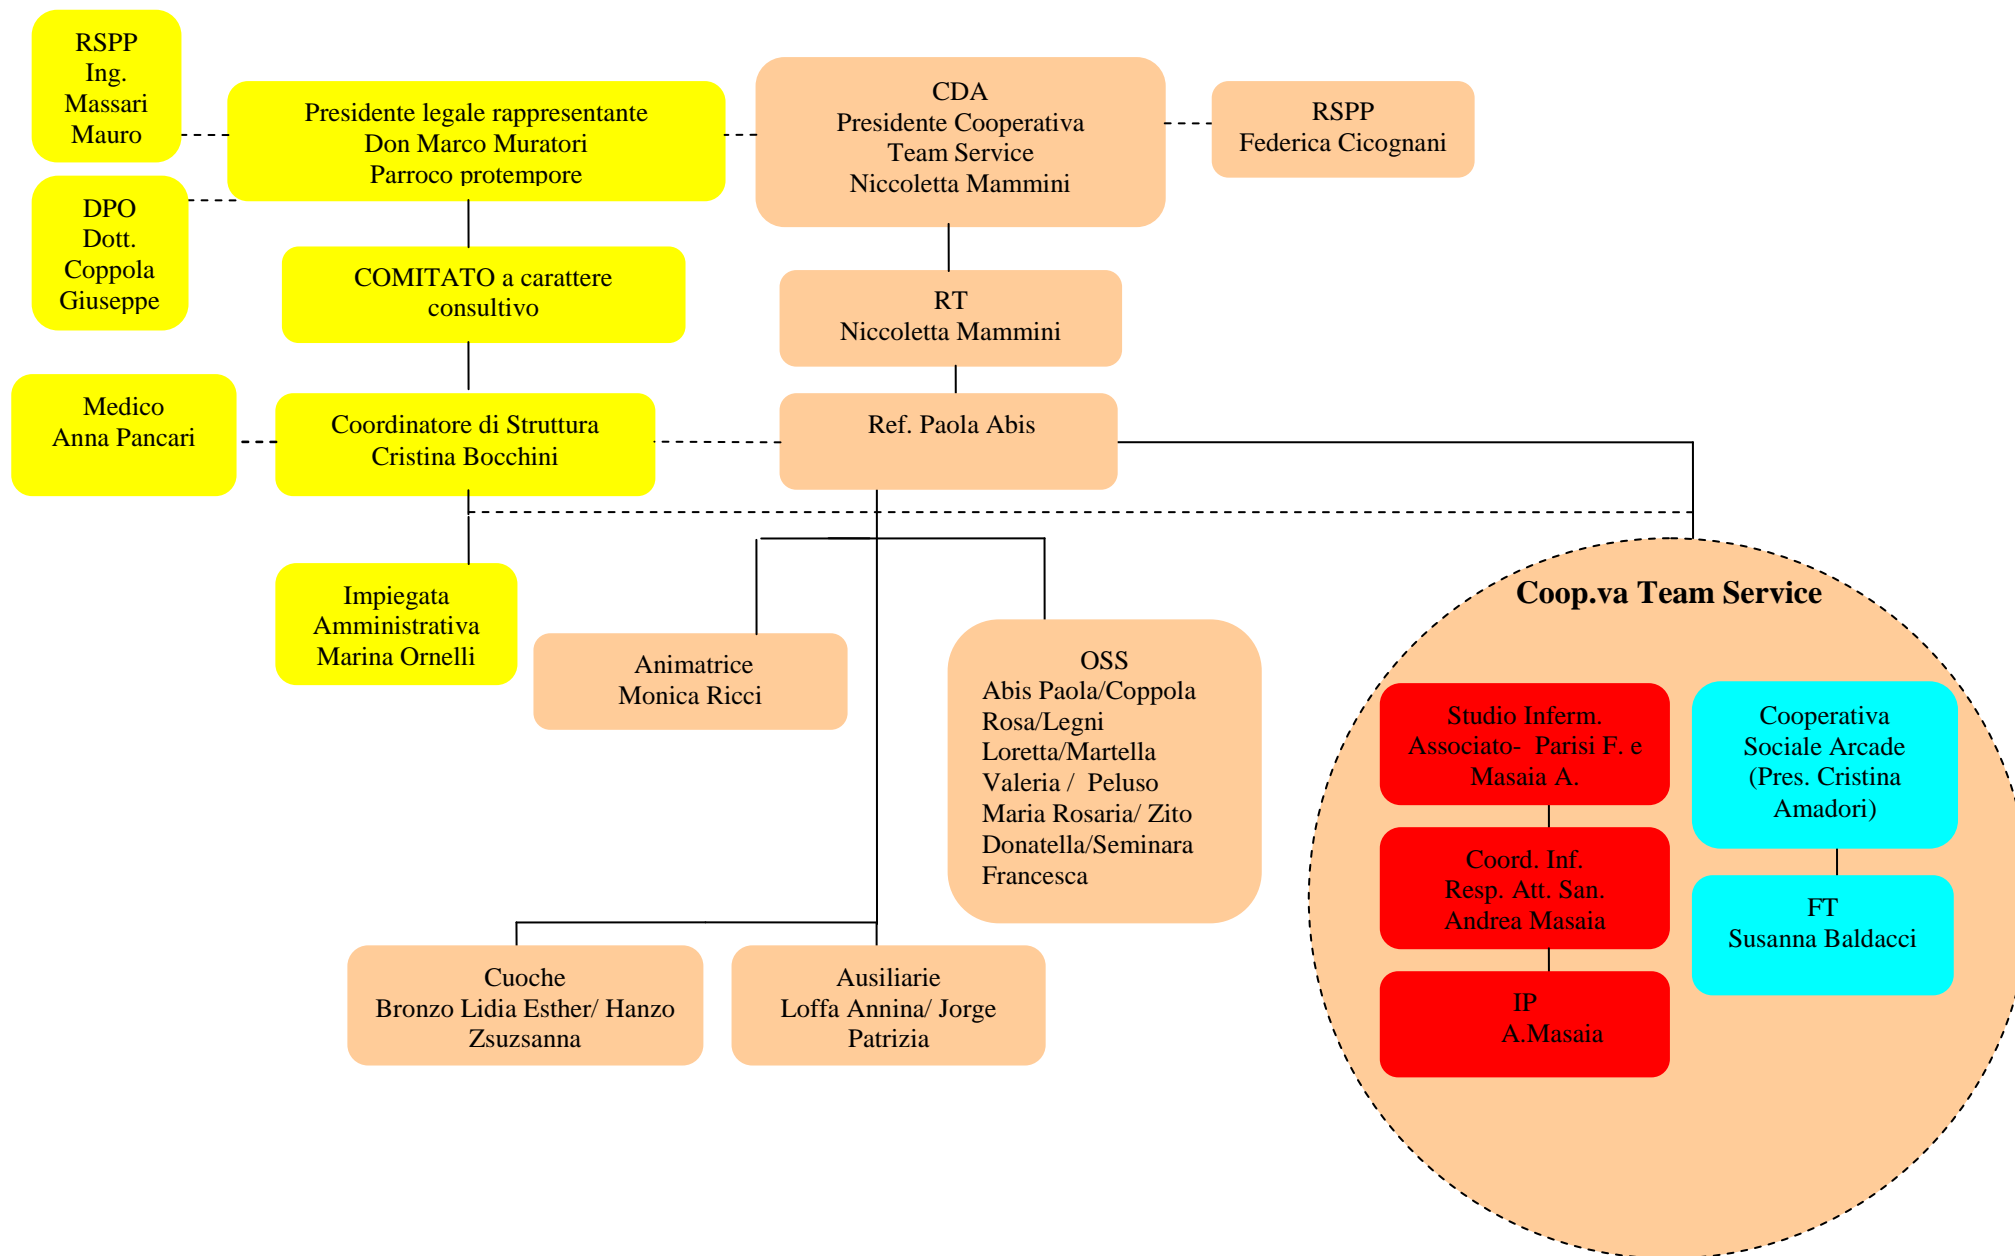 RSPP
Ing.
Massari
Mauro
Presidente legale rappresentante
Don Marco Muratori
Parroco protempore
CDA
Presidente Cooperativa
Team Service
Niccoletta Mammini
RSPP
Federica Cicognani
DPO
Dott.
Coppola
Giuseppe
COMITATO a carattere
consultivo
RT
Niccoletta Mammini
Medico
Anna Pancari
Coordinatore di Struttura
Cristina Bocchini
Ref. Paola Abis
Impiegata
Amministrativa
Marina Ornelli
Animatrice
Monica Ricci
OSS
Abis Paola/Coppola
Rosa/Legni
Loretta/Martella
Valeria / Peluso
Maria Rosaria/ Zito
Donatella/Seminara
Francesca
Cuoche
Bronzo Lidia Esther/ Hanzo
Zsuzsanna
Ausiliarie
Loffa Annina/ Jorge
Patrizia
Coop.va Team Service
Studio Inferm.
Associato- Parisi F. e
Masaia A.
Coord. Inf.
Resp. Att. San.
Andrea Masaia
IP
A.Masaia
Cooperativa
Sociale Arcade
(Pres. Cristina
Amadori)
FT
Susanna Baldacci